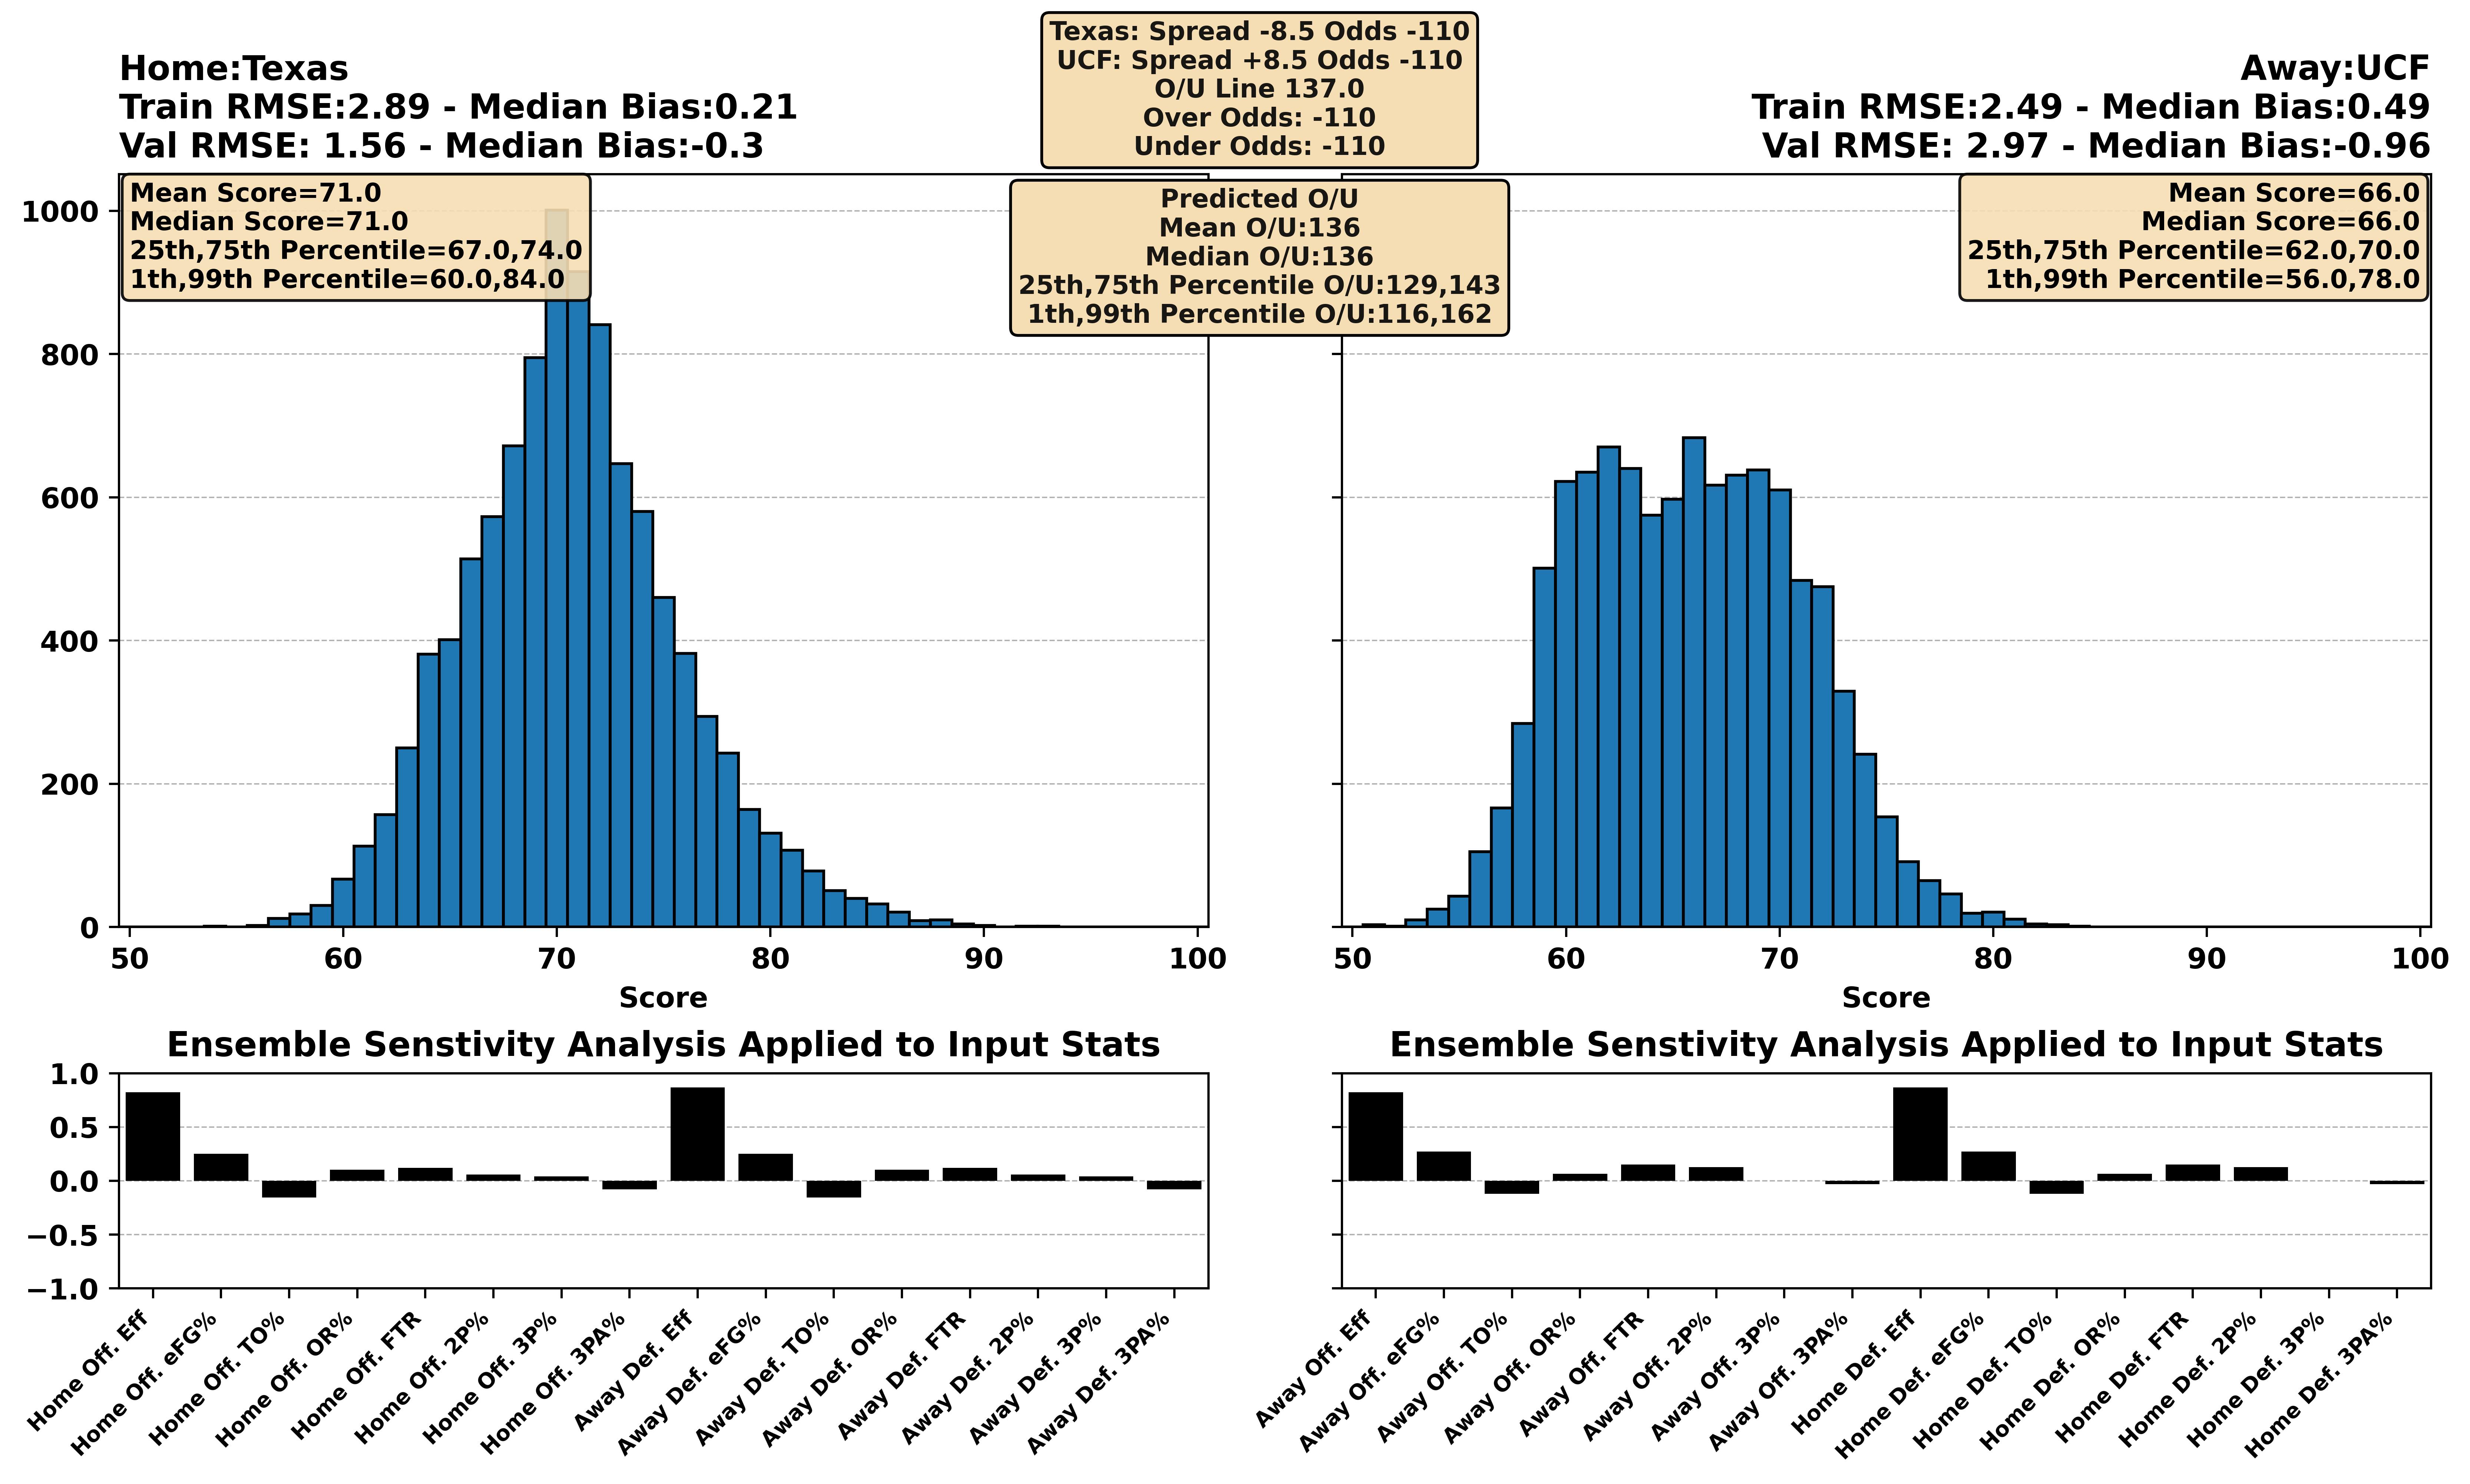 Texas: Spread -8.5 Odds -110
UCF: Spread +8.5 Odds -110
O/U Line 137.0
Over Odds: -110
Under Odds: -110
Home:Texas
Train RMSE:2.89 - Median Bias:0.21
Val RMSE: 1.56 - Median Bias:-0.3
Away:UCF
Train RMSE:2.49 - Median Bias:0.49
Val RMSE: 2.97 - Median Bias:-0.96
Mean Score=71.0
Median Score=71.0
25th,75th Percentile=67.0,74.0
1th,99th Percentile=60.0,84.0
Predicted O/U
Mean O/U:136
Median O/U:136
25th,75th Percentile O/U:129,143
1th,99th Percentile O/U:116,162
Mean Score=66.0
Median Score=66.0
25th,75th Percentile=62.0,70.0
1th,99th Percentile=56.0,78.0
1000
800
600
400
200
0
50 60 70 80 90 100
Score
50 60 70 80 90 100
Score
Ensemble Senstivity Analysis Applied to Input Stats
Ensemble Senstivity Analysis Applied to Input Stats
1.0
0.5
0.0
−0.5
−1.0
Home Off. Eff
Home Off. eFG%
Home Off. TO%
Home Off. OR%
Home Off. FTR
Home Off. 2P%
Home Off. 3P%
Home Off. 3PA%
Away Def. Eff
Away Def. eFG%
Away Def. TO%
Away Def. OR%
Away Def. FTR
Away Def. 2P%
Away Def. 3P%
Away Def. 3PA%
Away Off. Eff
Away Off. eFG%
Away Off. TO%
Away Off. OR%
Away Off. FTR
Away Off. 2P%
Away Off. 3P%
Away Off. 3PA%
Home Def. Eff
Home Def. eFG%
Home Def. TO%
Home Def. OR%
Home Def. FTR
Home Def. 2P%
Home Def. 3P%
Home Def. 3PA%